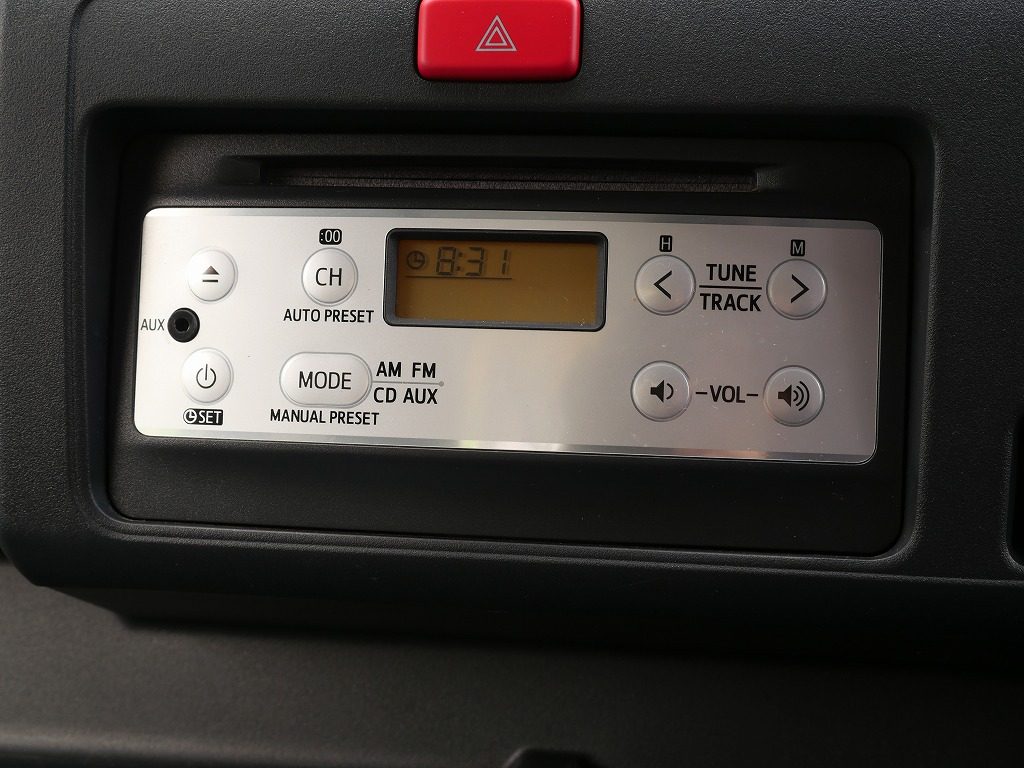 :00
CH
AUTO PRESET
8:31
H
M
TUNE
TRACK
AUX
SET
MODE
AM FM
CD AUX
MANUAL PRESET
-VOL-